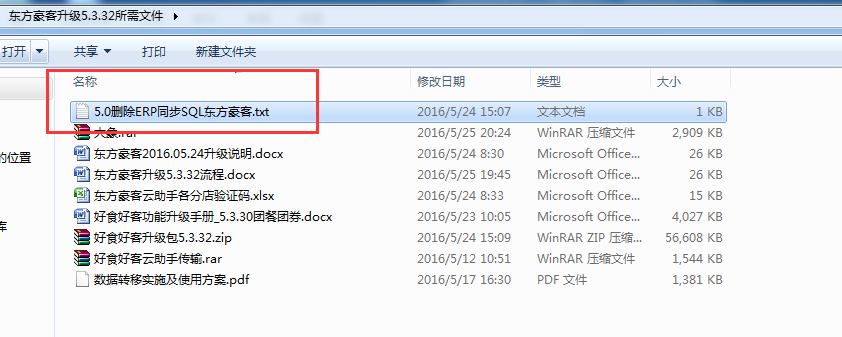 东方豪客升级5.3.32所需文件
打开 共享 打印 新建文件夹
名称 修改日期 类型 大小
5.0删除ERP同步SQL东方豪客.txt 2016/5/24 15:07 文本文档 1 KB
大象.rar 2016/5/25 20:24 WinRAR 压缩文件 2,909 KB
东方豪客2016.05.24升级说明.docx 2016/5/24 8:30 Microsoft Office... 26 KB
的位置 东方豪客升级5.3.32流程.docx 2016/5/25 19:45 Microsoft Office... 26 KB
东方豪客云助手各分店验证码.xlsx 2016/5/24 8:33 Microsoft Office... 15 KB
好食好客功能升级手册_5.3.30团餐团券.docx 2016/5/23 10:05 Microsoft Office... 4,027 KB
库 好食好客升级包5.3.32.zip 2016/5/24 15:09 WinRAR ZIP 压缩... 56,608 KB
好食好客云助手传输.rar 2016/5/12 10:51 WinRAR 压缩文件 1,544 KB
数据转移实施及使用方案.pdf 2016/5/17 16:30 PDF 文件 1,381 KB